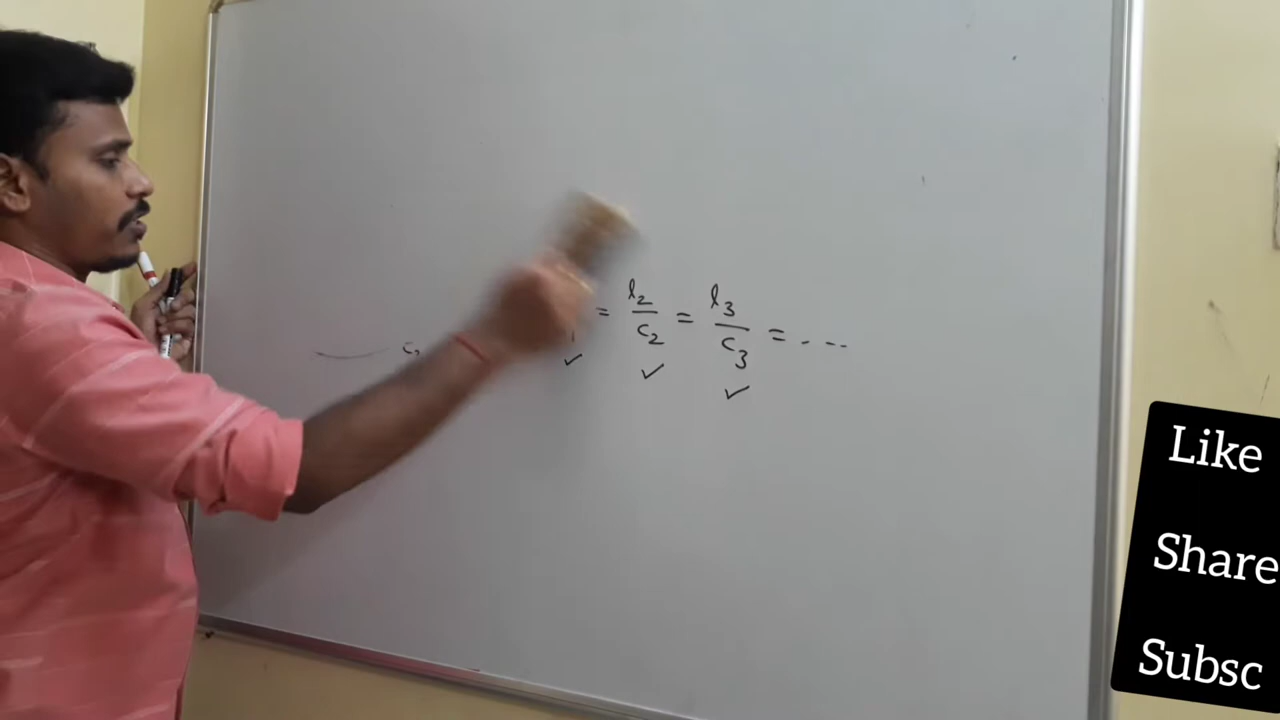 = l₂/c₂ = l₃/c₃ = . - -
✓ ✓ ✓
Like
Share
Subsc